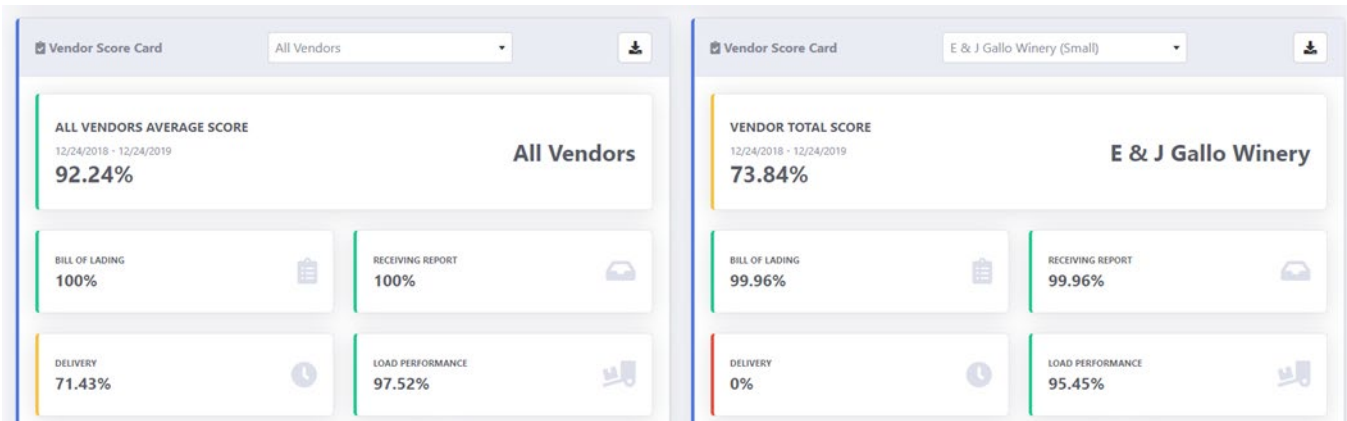 Vendor Score Card
All Vendors
ALL VENDORS AVERAGE SCORE
12/24/2018 - 12/24/2019
92.24%
All Vendors
BILL OF LADING
100%
RECEIVING REPORT
100%
DELIVERY
71.43%
LOAD PERFORMANCE
97.52%
Vendor Score Card
E & J Gallo Winery (Small)
VENDOR TOTAL SCORE
12/24/2018 - 12/24/2019
73.84%
E & J Gallo Winery
BILL OF LADING
99.96%
RECEIVING REPORT
99.96%
DELIVERY
0%
LOAD PERFORMANCE
95.45%